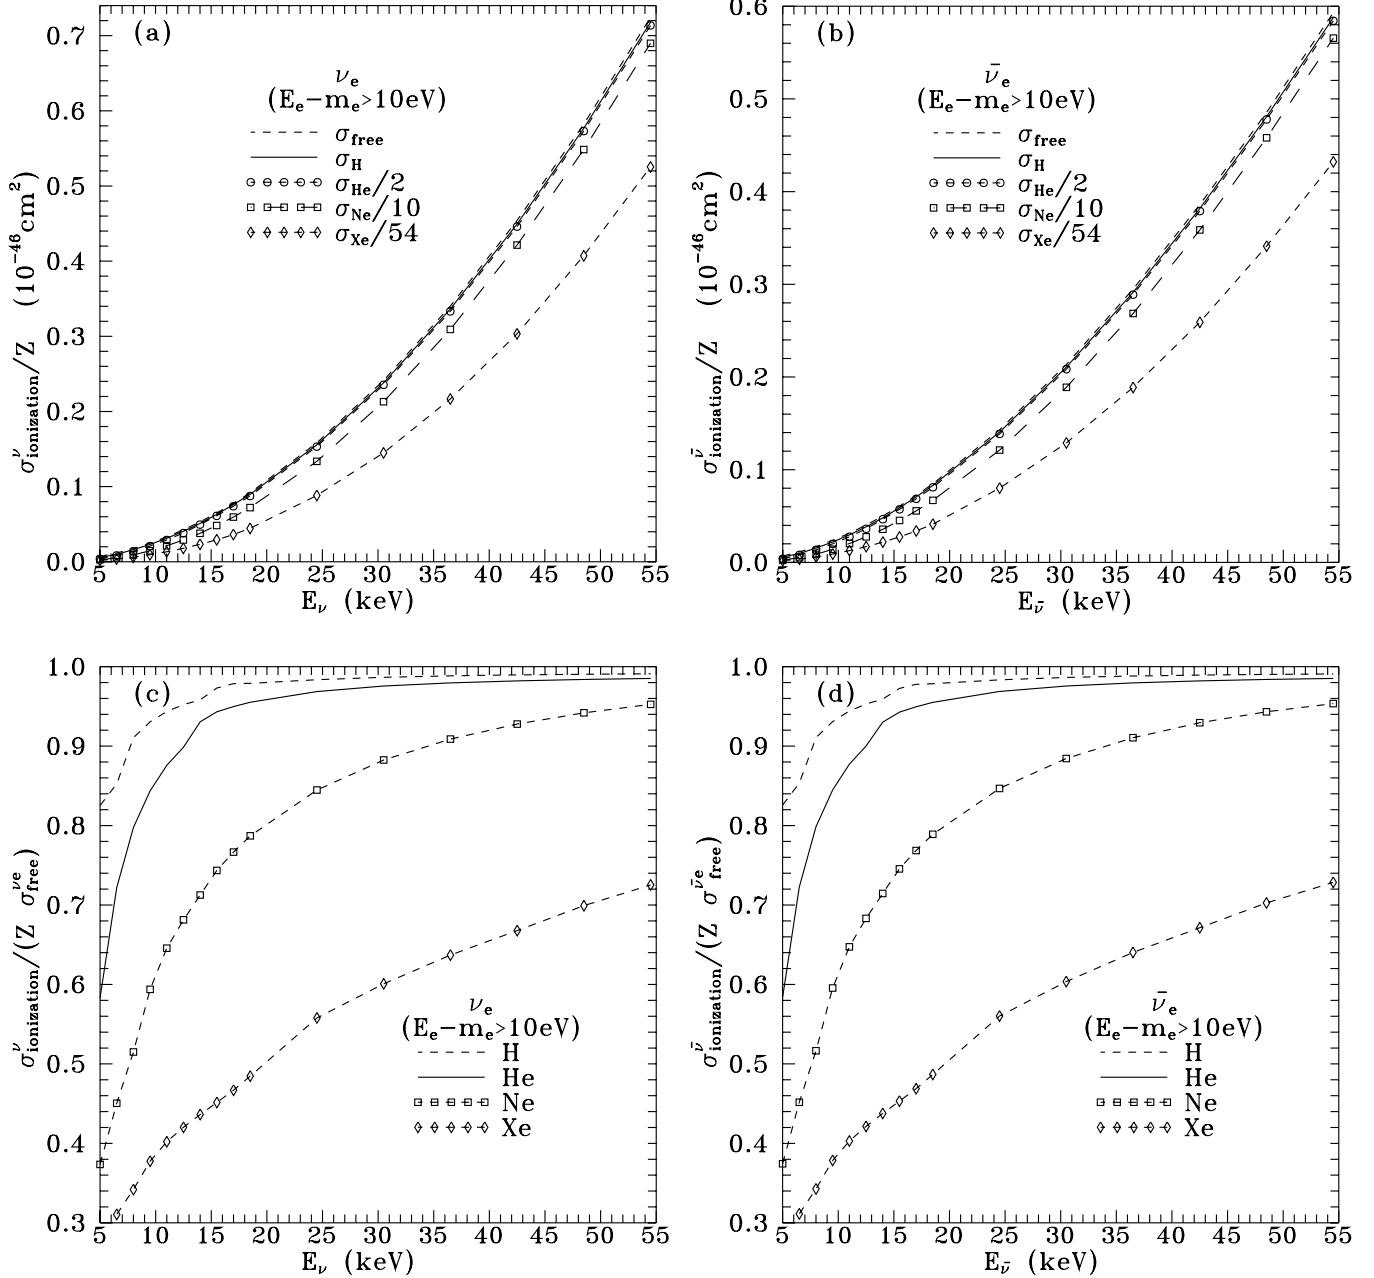 (a)
ν_e
(E_e−m_e>10eV)
σ_free
σ_H
σ_He/2
σ_Ne/10
σ_Xe/54
σ^ν_ionization/Z (10^−46cm^2)
0.7
0.6
0.5
0.4
0.3
0.2
0.1
0.0
5 10 15 20 25 30 35 40 45 50 55
E_ν (keV)
(b)
ν̄_e
(E_e−m_e>10eV)
σ_free
σ_H
σ_He/2
σ_Ne/10
σ_Xe/54
σ^ν̄_ionization/Z (10^−46cm^2)
0.6
0.5
0.4
0.3
0.2
0.1
0.0
5 10 15 20 25 30 35 40 45 50 55
E_ν̄ (keV)
(c)
ν_e
(E_e−m_e>10eV)
H
He
Ne
Xe
σ^ν_ionization/(Z σ^νe_free)
1.0
0.9
0.8
0.7
0.6
0.5
0.4
0.3
5 10 15 20 25 30 35 40 45 50 55
E_ν (keV)
(d)
ν̄_e
(E_e−m_e>10eV)
H
He
Ne
Xe
σ^ν̄_ionization/(Z σ^ν̄e_free)
1.0
0.9
0.8
0.7
0.6
0.5
0.4
0.3
5 10 15 20 25 30 35 40 45 50 55
E_ν̄ (keV)